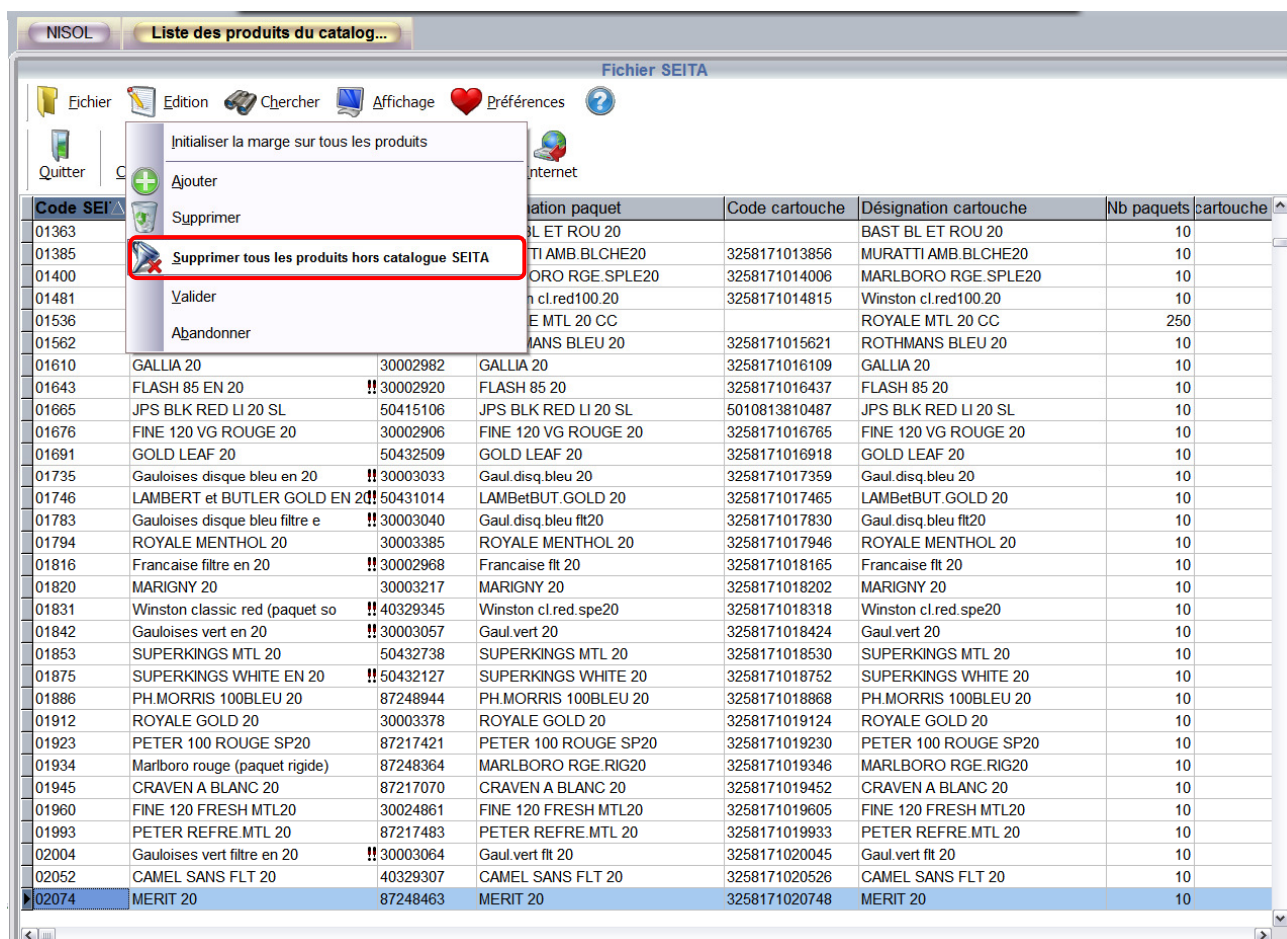 NISOL Liste des produits du catalog...
Fichier SEITA
Fichier Edition Chercher Affichage Préférences ?
Initialiser la marge sur tous les produits
Quitter
Ajouter
Supprimer
Supprimer tous les produits hors catalogue SEITA
Valider
Abandonner
Code SEI Code cartouche Désignation cartouche Nb paquets cartouche
01363 BL ET ROU 20 BAST BL ET ROU 20 10
01385 TI AMB.BLCHE20 3258171013856 MURATTI AMB.BLCHE20 10
01400 ORO RGE.SPLE20 3258171014006 MARLBORO RGE.SPLE20 10
01481 n cl.red100.20 3258171014815 Winston cl.red100.20 10
01536 E MTL 20 CC ROYALE MTL 20 CC 250
01562 MANS BLEU 20 3258171015621 ROTHMANS BLEU 20 10
01610 GALLIA 20 30002982 GALLIA 20 3258171016109 GALLIA 20 10
01643 FLASH 85 EN 20 !! 30002920 FLASH 85 20 3258171016437 FLASH 85 20 10
01665 JPS BLK RED LI 20 SL 50415106 JPS BLK RED LI 20 SL 5010813810487 JPS BLK RED LI 20 SL 10
01676 FINE 120 VG ROUGE 20 30002906 FINE 120 VG ROUGE 20 3258171016765 FINE 120 VG ROUGE 20 10
01691 GOLD LEAF 20 50432509 GOLD LEAF 20 3258171016918 GOLD LEAF 20 10
01735 Gauloises disque bleu en 20 !! 30003033 Gaul.disq.bleu 20 3258171017359 Gaul.disq.bleu 20 10
01746 LAMBERT et BUTLER GOLD EN 20 !! 50431014 LAMBetBUT.GOLD 20 3258171017465 LAMBetBUT.GOLD 20 10
01783 Gauloises disque bleu filtre e !! 30003040 Gaul.disq.bleu flt20 3258171017830 Gaul.disq.bleu flt20 10
01794 ROYALE MENTHOL 20 30003385 ROYALE MENTHOL 20 3258171017946 ROYALE MENTHOL 20 10
01816 Francaise filtre en 20 !! 30002968 Francaise flt 20 3258171018165 Francaise flt 20 10
01820 MARIGNY 20 30003217 MARIGNY 20 3258171018202 MARIGNY 20 10
01831 Winston classic red (paquet so !! 40329345 Winston cl.red.spe20 3258171018318 Winston cl.red.spe20 10
01842 Gauloises vert en 20 !! 30003057 Gaul.vert 20 3258171018424 Gaul.vert 20 10
01853 SUPERKINGS MTL 20 50432738 SUPERKINGS MTL 20 3258171018530 SUPERKINGS MTL 20 10
01875 SUPERKINGS WHITE EN 20 !! 50432127 SUPERKINGS WHITE 20 3258171018752 SUPERKINGS WHITE 20 10
01886 PH.MORRIS 100BLEU 20 87248944 PH.MORRIS 100BLEU 20 3258171018868 PH.MORRIS 100BLEU 20 10
01912 ROYALE GOLD 20 30003378 ROYALE GOLD 20 3258171019124 ROYALE GOLD 20 10
01923 PETER 100 ROUGE SP20 87217421 PETER 100 ROUGE SP20 3258171019230 PETER 100 ROUGE SP20 10
01934 Marlboro rouge (paquet rigide) 87248364 MARLBORO RGE.RIG20 3258171019346 MARLBORO RGE.RIG20 10
01945 CRAVEN A BLANC 20 87217070 CRAVEN A BLANC 20 3258171019452 CRAVEN A BLANC 20 10
01960 FINE 120 FRESH MTL20 30024861 FINE 120 FRESH MTL20 3258171019605 FINE 120 FRESH MTL20 10
01993 PETER REFRE.MTL 20 87217483 PETER REFRE.MTL 20 3258171019933 PETER REFRE.MTL 20 10
02004 Gauloises vert filtre en 20 !! 30003064 Gaul.vert flt 20 3258171020045 Gaul.vert flt 20 10
02052 CAMEL SANS FLT 20 40329307 CAMEL SANS FLT 20 3258171020526 CAMEL SANS FLT 20 10
02074 MERIT 20 87248463 MERIT 20 3258171020748 MERIT 20 10